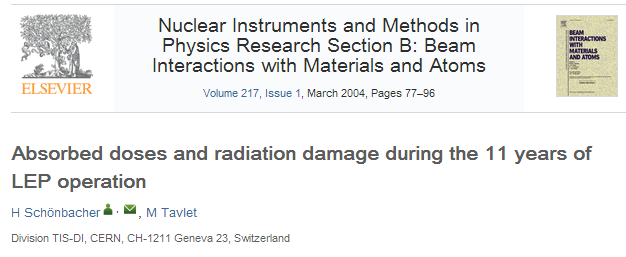 Nuclear Instruments and Methods in
Physics Research Section B: Beam
Interactions with Materials and Atoms
ELSEVIER
Volume 217, Issue 1, March 2004, Pages 77–96
BEAM
INTERACTIONS
WITH
MATERIALS
AND ATOMS
Absorbed doses and radiation damage during the 11 years of
LEP operation
H Schönbacher · , M Tavlet
Division TIS-DI, CERN, CH-1211 Geneva 23, Switzerland